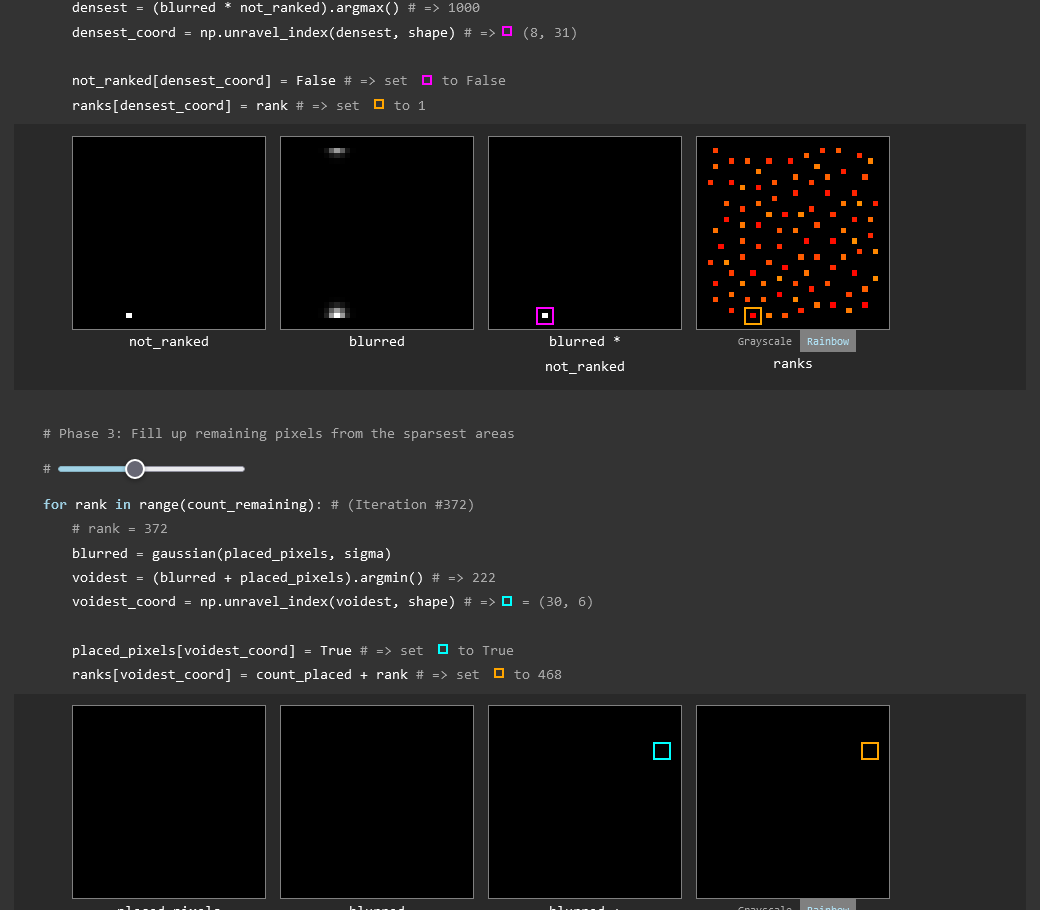 densest = (blurred * not_ranked).argmax() # => 1000
densest_coord = np.unravel_index(densest, shape) # => (8, 31)
not_ranked[densest_coord] = False # => set to False
ranks[densest_coord] = rank # => set to 1
not_ranked
blurred
blurred *
not_ranked
Grayscale Rainbow
ranks
# Phase 3: Fill up remaining pixels from the sparsest areas
#
for rank in range(count_remaining): # (Iteration #372)
# rank = 372
blurred = gaussian(placed_pixels, sigma)
voidest = (blurred + placed_pixels).argmin() # => 222
voidest_coord = np.unravel_index(voidest, shape) # => = (30, 6)
placed_pixels[voidest_coord] = True # => set to True
ranks[voidest_coord] = count_placed + rank # => set to 468
placed_pixels
blurred
blurred +
Grayscale Rainbow